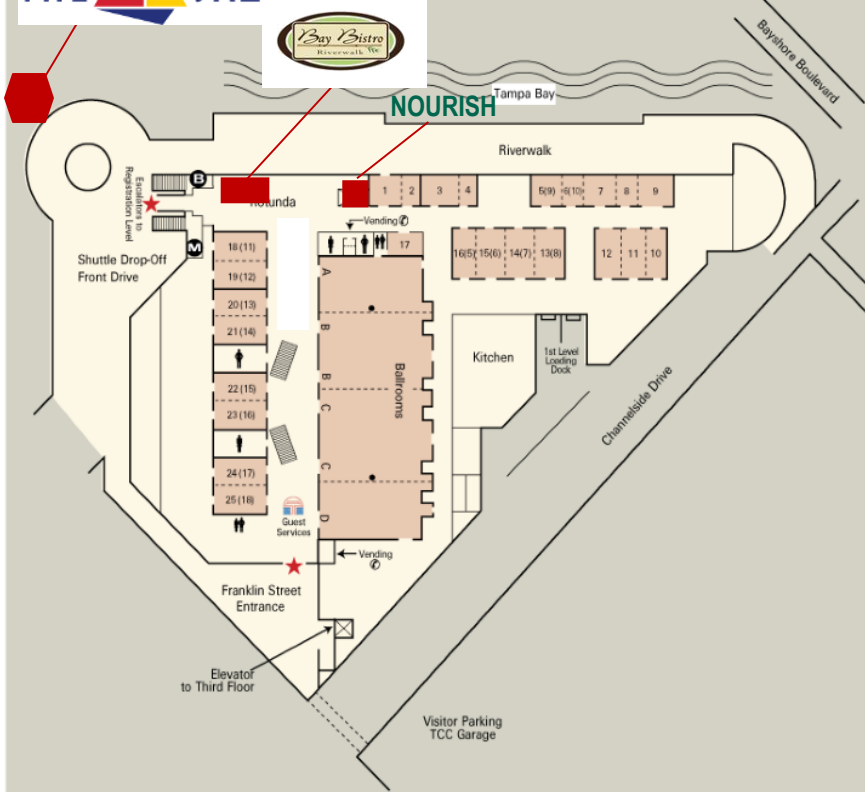 Bay Bistro
Riverwalk
Bayshore Boulevard
Tampa Bay
NOURISH
Riverwalk
B
Escalators to
Registration Level
1
2
3
4
5(9)
6(10)
7
8
9
Vending
17
M
Shuttle Drop-Off
Front Drive
18(11)
19(12)
20(13)
21(14)
22(15)
23(16)
24(17)
25(18)
16(5)
15(6)
14(7)
13(8)
12
11
10
A
B
B
C
C
D
Ballrooms
Kitchen
1st Level
Loading
Dock
Channelside Drive
Guest
Services
Vending
Franklin Street
Entrance
Elevator
to Third Floor
Visitor Parking
TCC Garage